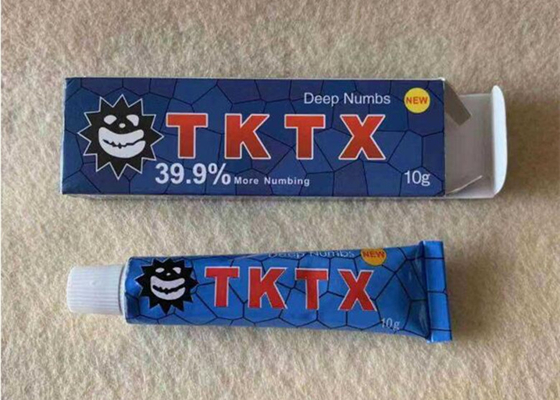 Deep Numbs
NEW
TKTX
39.9% More Numbing
10g
Deep Numbs
NEW
TKTX
10g